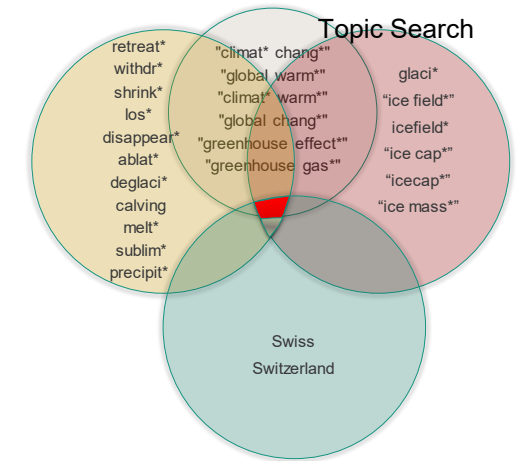 Topic Search
retreat*
withdr*
shrink*
los*
disappear*
ablat*
deglaci*
calving
melt*
sublim*
precipit*
"climat* chang*"
"global warm*"
"climat* warm*"
"global chang*"
"greenhouse effect*"
"greenhouse gas*"
glaci*
“ice field*”
icefield*
“ice cap*”
“icecap*”
“ice mass*”
Swiss
Switzerland